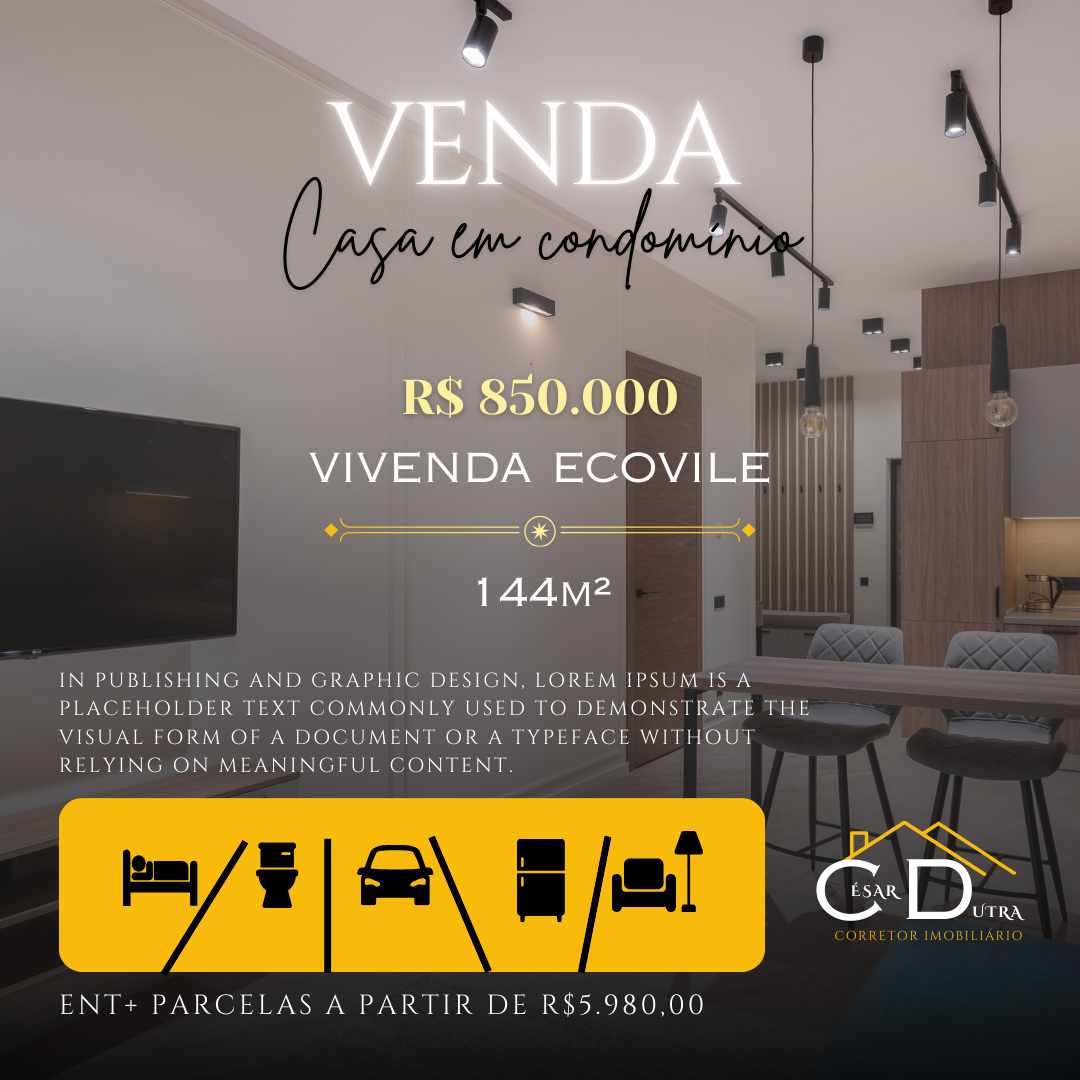 VENDA
Casa em condomínio
R$ 850.000
VIVENDA ECOVILE
144M²
IN PUBLISHING AND GRAPHIC DESIGN, LOREM IPSUM IS A
PLACEHOLDER TEXT COMMONLY USED TO DEMONSTRATE THE
VISUAL FORM OF A DOCUMENT OR A TYPEFACE WITHOUT
RELYING ON MEANINGFUL CONTENT.
CÉSAR DUTRA
CORRETOR IMOBILIÁRIO
ENT+ PARCELAS A PARTIR DE R$5.980,00